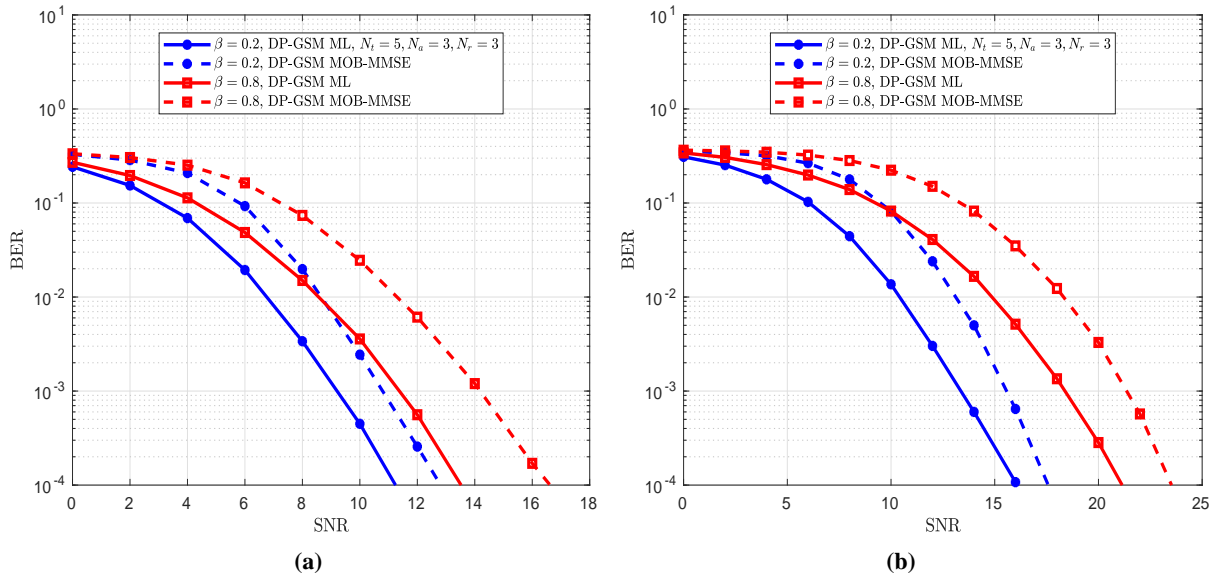 10^1
10^0
10^-1
10^-2
10^-3
10^-4
BER
β = 0.2, DP-GSM ML, N_t = 5, N_a = 3, N_r = 3
β = 0.2, DP-GSM MOB-MMSE
β = 0.8, DP-GSM ML
β = 0.8, DP-GSM MOB-MMSE
0 2 4 6 8 10 12 14 16 18
SNR
(a)
10^1
10^0
10^-1
10^-2
10^-3
10^-4
BER
β = 0.2, DP-GSM ML, N_t = 5, N_a = 3, N_r = 3
β = 0.2, DP-GSM MOB-MMSE
β = 0.8, DP-GSM ML
β = 0.8, DP-GSM MOB-MMSE
0 5 10 15 20 25
SNR
(b)